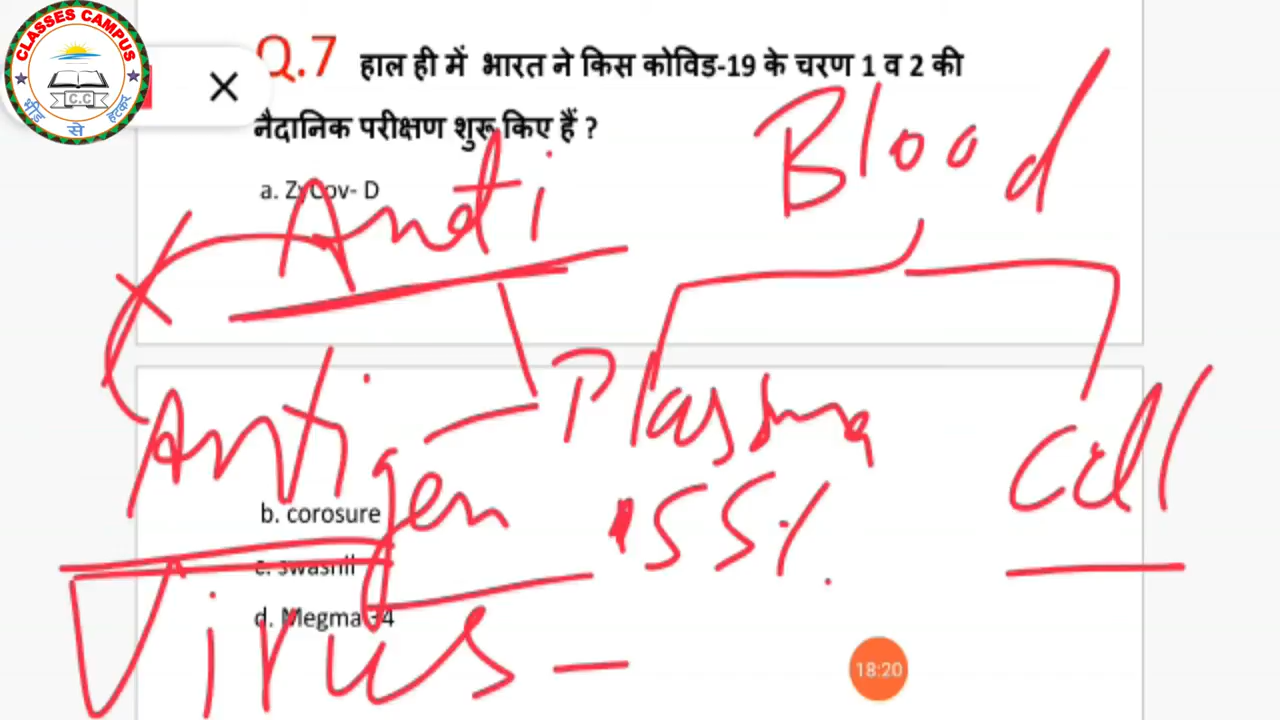 CLASSES CAMPUS
C.C
भीड़ से हटकर
Q.7 हाल ही में भारत ने किस कोविड-19 के चरण 1 व 2 की
नैदानिक परीक्षण शुरू किए हैं ?
Blood
a. ZyCov- D
Anti
Plasma
Cell
Antigen
55%
b. corosure
c. swasnil
d. Megma
Virus
18:20